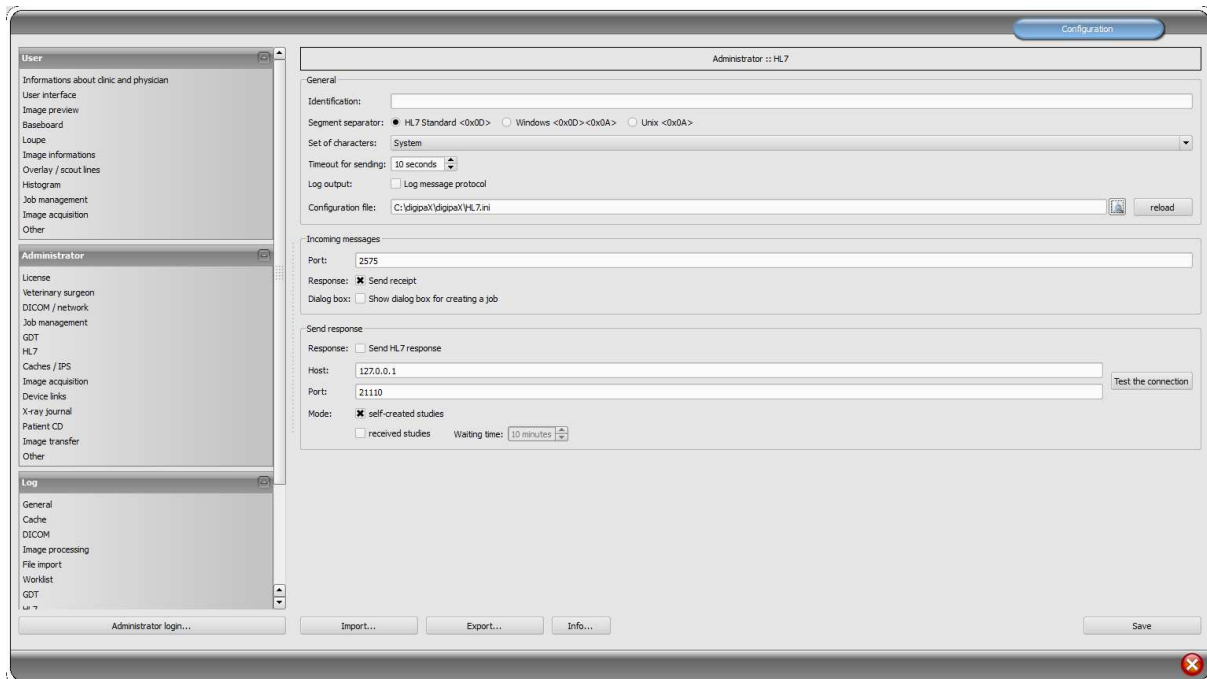 Configuration
User
Informations about clinic and physician
User interface
Image preview
Baseboard
Loupe
Image informations
Overlay / scout lines
Histogram
Job management
Image acquisition
Other
Administrator
License
Veterinary surgeon
DICOM / network
Job management
GDT
HL7
Caches / IPS
Image acquisition
Device links
X-ray journal
Patient CD
Image transfer
Other
Log
General
Cache
DICOM
Image processing
File import
Worklist
GDT
HL7
Administrator login...
Administrator :: HL7
General
Identification:
Segment separator: HL7 Standard <0x0D> Windows <0x0D><0x0A> Unix <0x0A>
Set of characters: System
Timeout for sending: 10 seconds
Log output: Log message protocol
Configuration file: C:\digipaX\digipaX\HL7.ini reload
Incoming messages
Port: 2575
Response: Send receipt
Dialog box: Show dialog box for creating a job
Send response
Response: Send HL7 response
Host: 127.0.0.1
Test the connection
Port: 21110
Mode: self-created studies
received studies Waiting time: 10 minutes
Import... Export... Info... Save